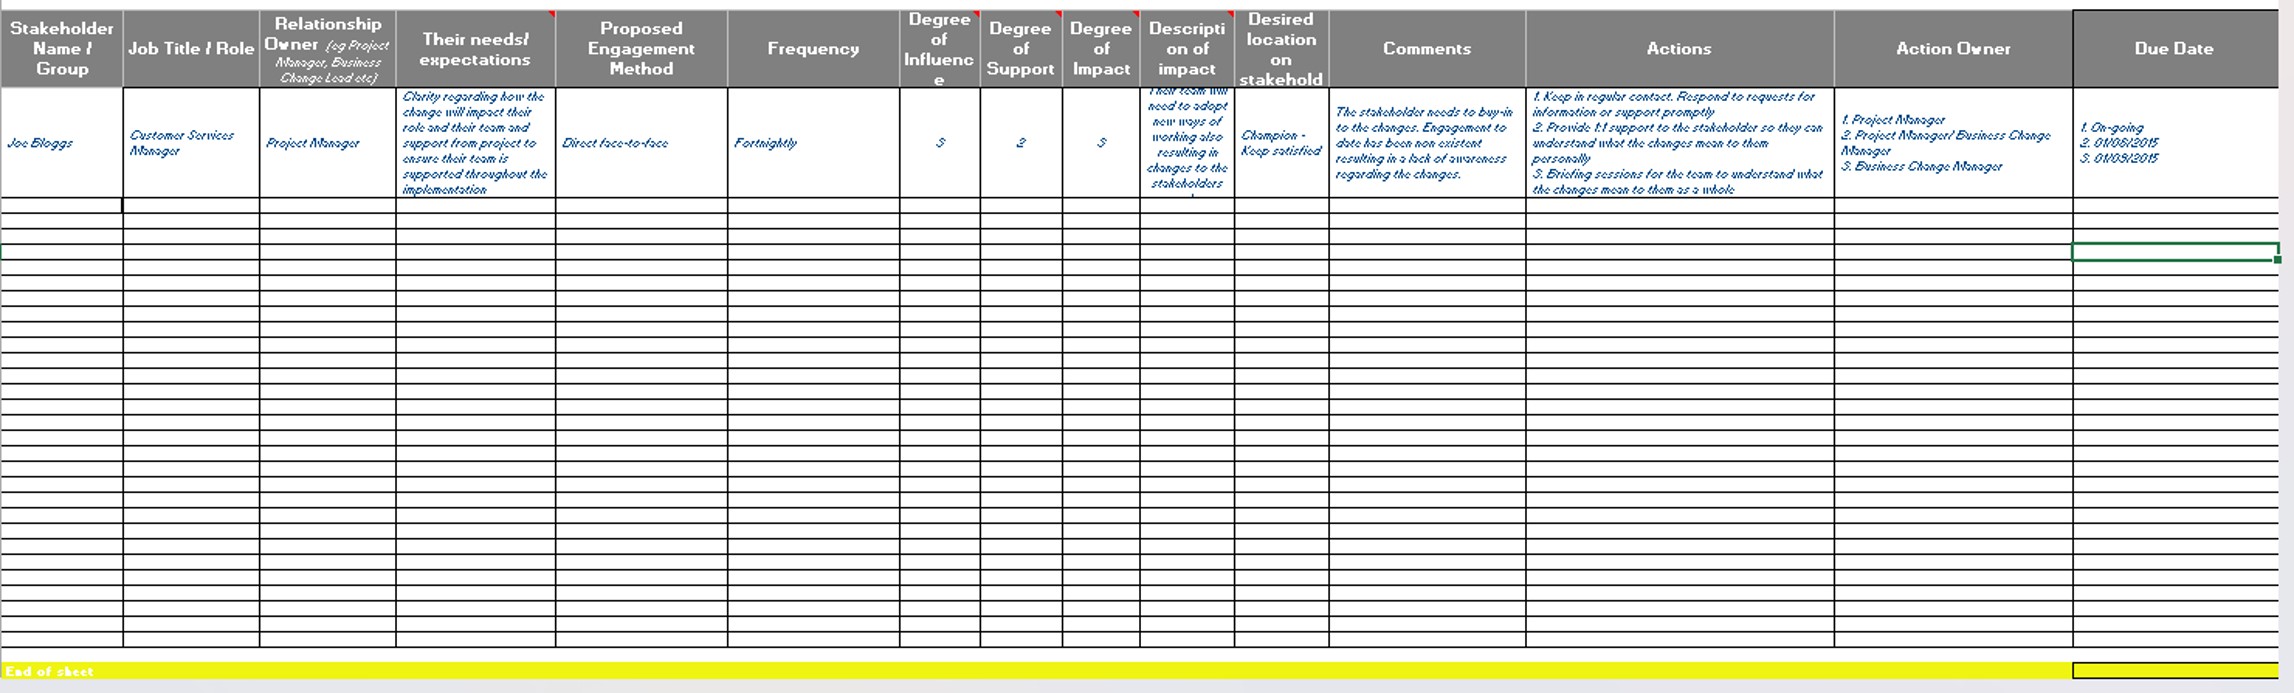 Stakeholder
Name /
Group
Job Title / Role
Relationship
Owner (eg Project
Manager, Business
Change Lead etc)
Their needs/
expectations
Proposed
Engagement
Method
Frequency
Degree
of
Influenc
e
Degree
of
Support
Degree
of
Impact
Descripti
on of
impact
Desired
location
on
stakehold
Comments
Actions
Action Owner
Due Date
Joe Bloggs
Customer Services
Manager
Project Manager
Clarity regarding how the
change will impact their
role and their team and
support from project to
ensure their team is
supported throughout the
implementation
Direct face-to-face
Fortnightly
3
2
3
Their team will
need to adopt
new ways of
working also
resulting in
changes to the
stakeholders
Champion -
Keep satisfied
The stakeholder needs to buy-in
to the changes. Engagement to
date has been non existent
resulting in a lack of awareness
regarding the changes.
1. Keep in regular contact. Respond to requests for
information or support promptly
2. Provide 1:1 support to the stakeholder so they can
understand what the changes mean to them
personally
3. Briefing sessions for the team to understand what
the changes mean to them as a whole
1. Project Manager
2. Project Manager/ Business Change
Manager
3. Business Change Manager
1. On-going
2. 01/08/2015
3. 01/09/2015
End of sheet